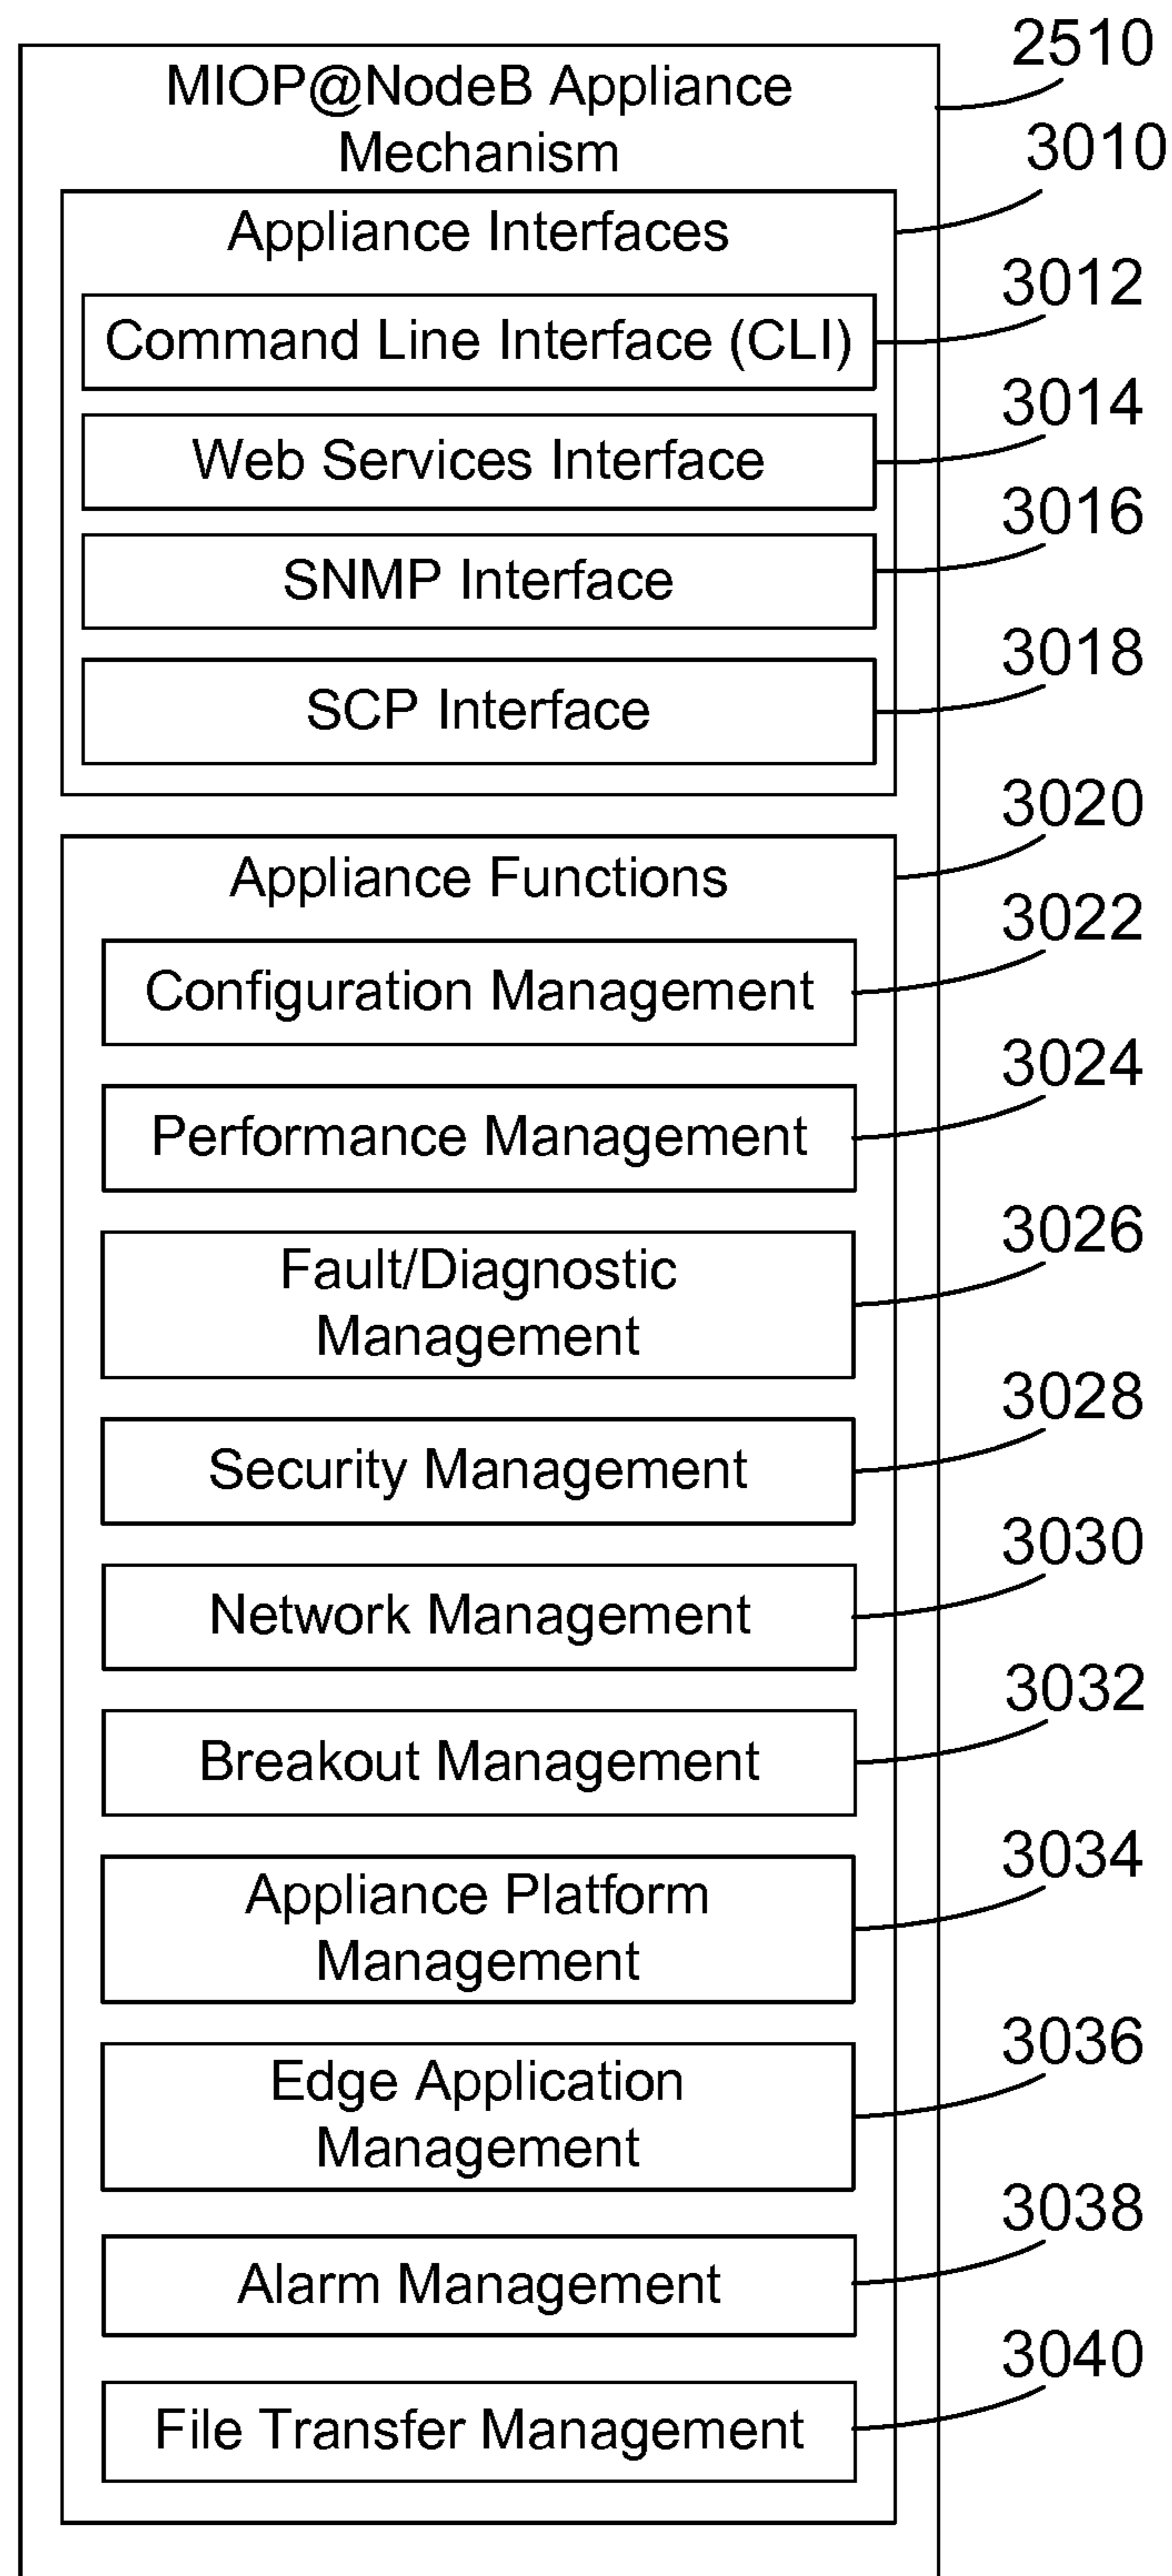 2510
MIOP@NodeB Appliance
Mechanism
3010
Appliance Interfaces
3012
Command Line Interface (CLI)
3014
Web Services Interface
3016
SNMP Interface
3018
SCP Interface
3020
Appliance Functions
3022
Configuration Management
3024
Performance Management
3026
Fault/Diagnostic
Management
3028
Security Management
3030
Network Management
3032
Breakout Management
3034
Appliance Platform
Management
3036
Edge Application
Management
3038
Alarm Management
3040
File Transfer Management